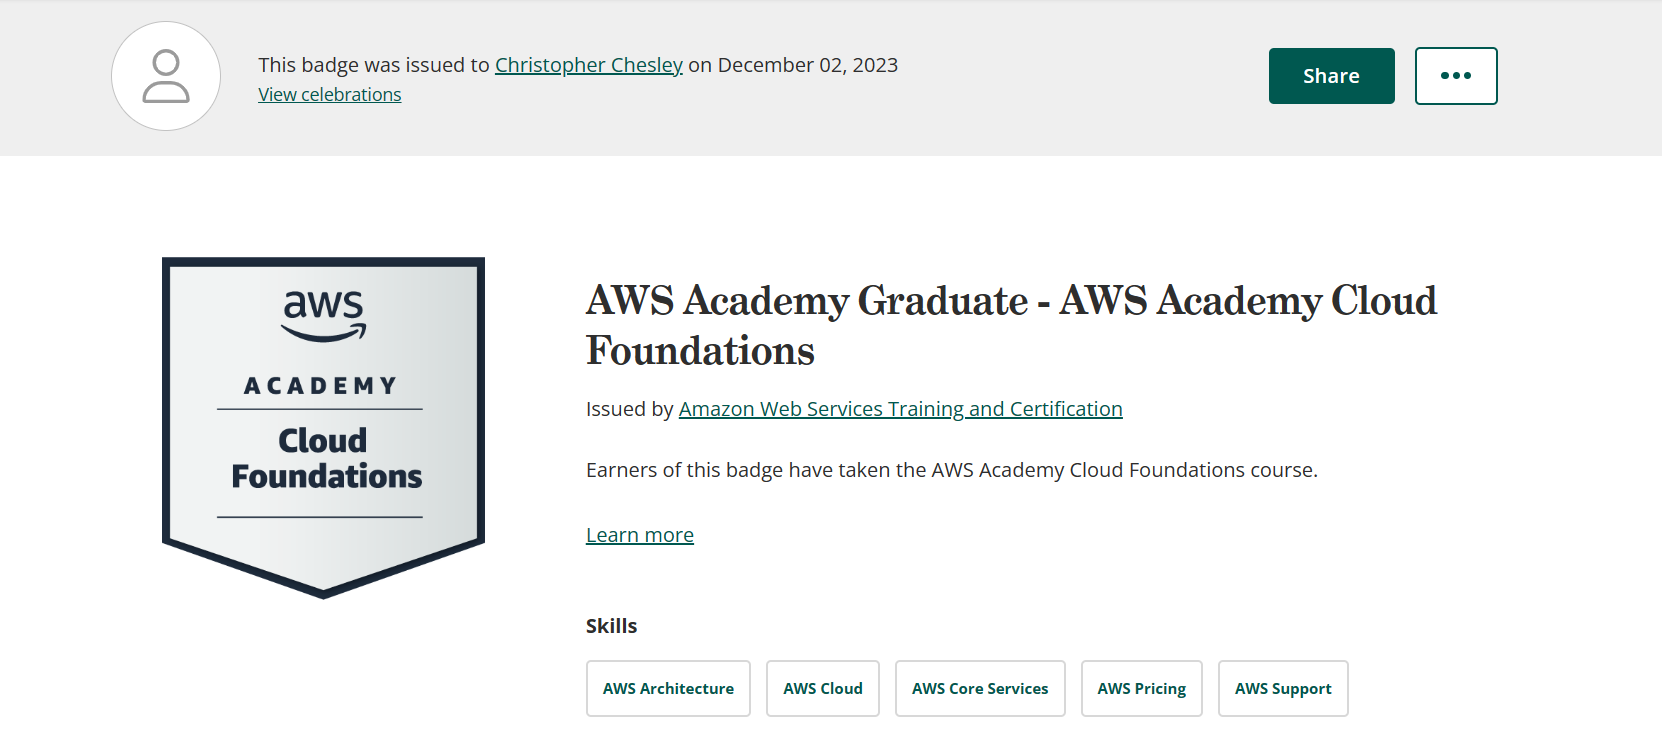 This badge was issued to Christopher Chesley on December 02, 2023
View celebrations
Share
•••
aws
ACADEMY
Cloud
Foundations
AWS Academy Graduate - AWS Academy Cloud
Foundations
Issued by Amazon Web Services Training and Certification
Earners of this badge have taken the AWS Academy Cloud Foundations course.
Learn more
Skills
AWS Architecture AWS Cloud AWS Core Services AWS Pricing AWS Support